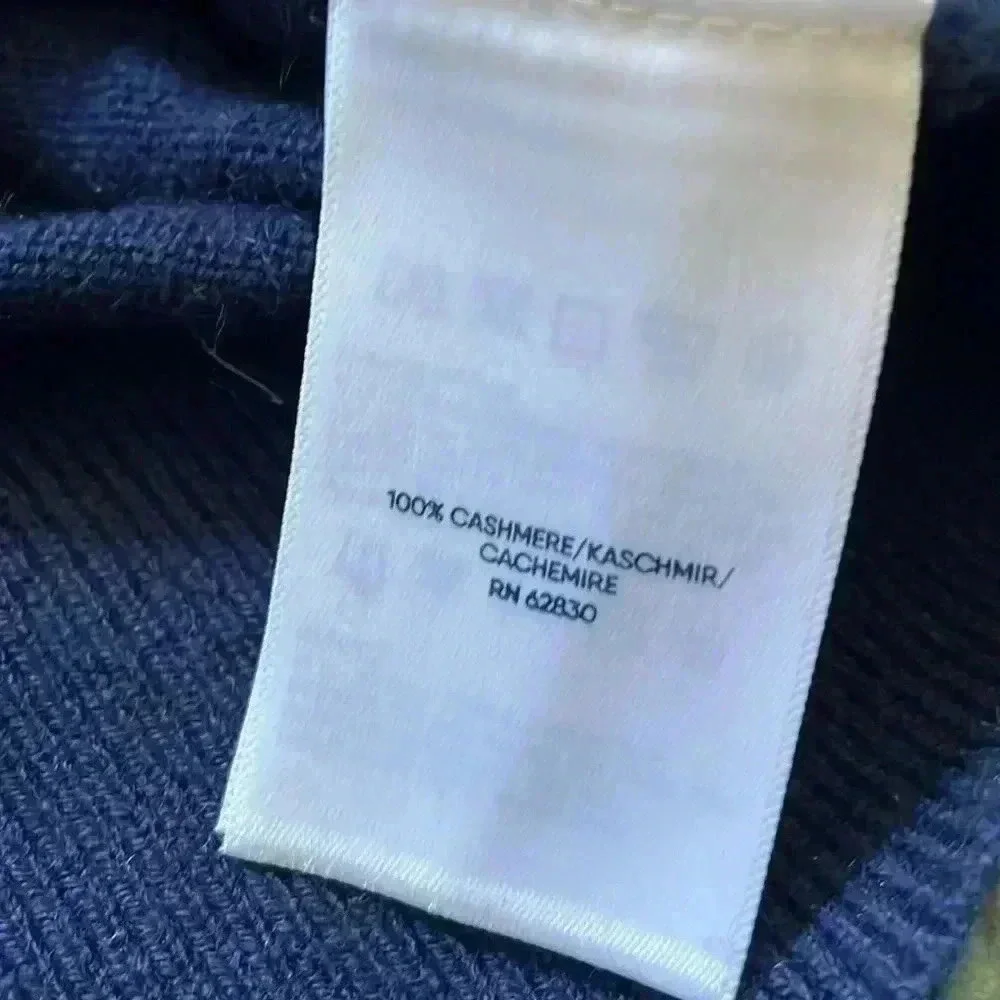 100% CASHMERE/KASCHMIR/
CACHEMIRE
RN 62830